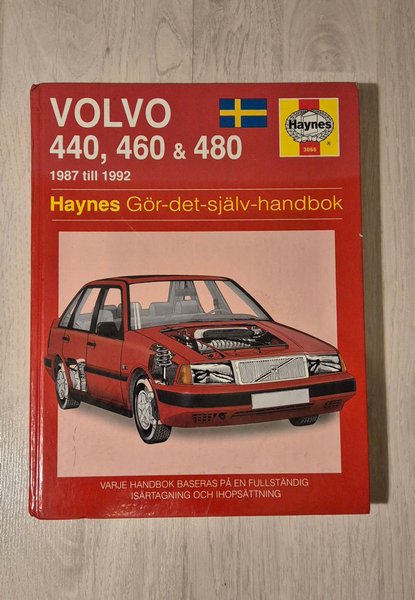 VOLVO
440, 460 & 480
1987 till 1992
Haynes
3066
®
Haynes Gör-det-själv-handbok
VARJE HANDBOK BASERAS PÅ EN FULLSTÄNDIG
ISÄRTAGNING OCH IHOPSÄTTNING